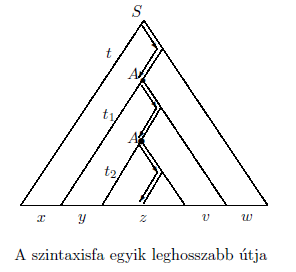 S
t
A
t₁
A
t₂
x y z v w
A szintaxisfa egyik leghosszabb útja